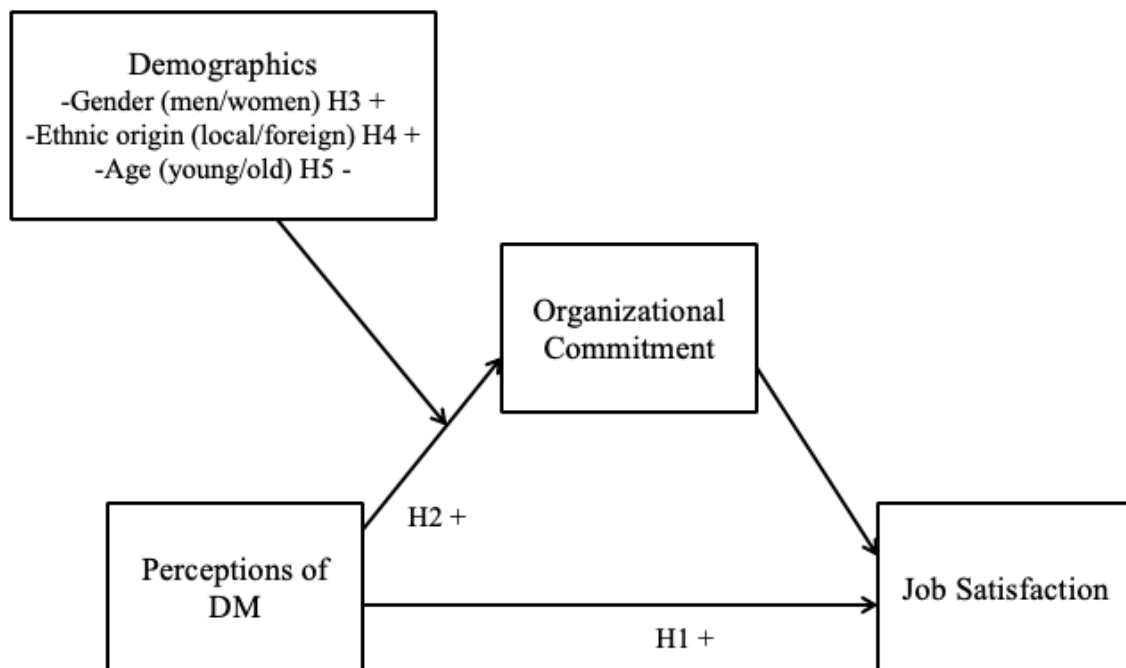 Demographics
-Gender (men/women) H3 +
-Ethnic origin (local/foreign) H4 +
-Age (young/old) H5 -
Organizational
Commitment
H2 +
Perceptions of
DM
Job Satisfaction
H1 +